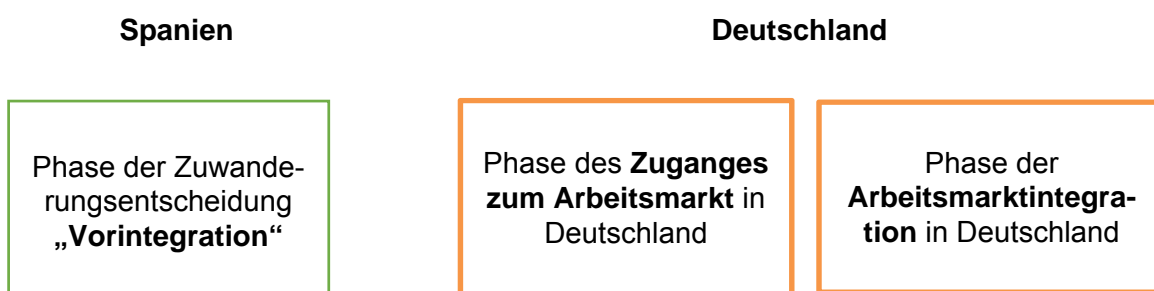 Spanien
Deutschland
Phase der Zuwande-
rungsentscheidung
„Vorintegration“
Phase des Zuganges
zum Arbeitsmarkt in
Deutschland
Phase der
Arbeitsmarktintegra-
tion in Deutschland